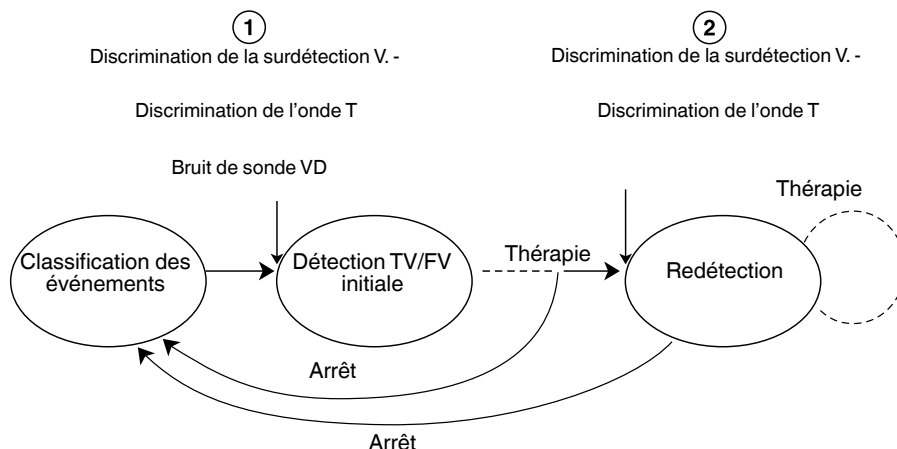 1
Discrimination de la surdétection V. -
Discrimination de l'onde T
Bruit de sonde VD
2
Discrimination de la surdétection V. -
Discrimination de l'onde T
Classification des
événements
Détection TV/FV
initiale
Thérapie
Redétection
Thérapie
Arrêt
Arrêt